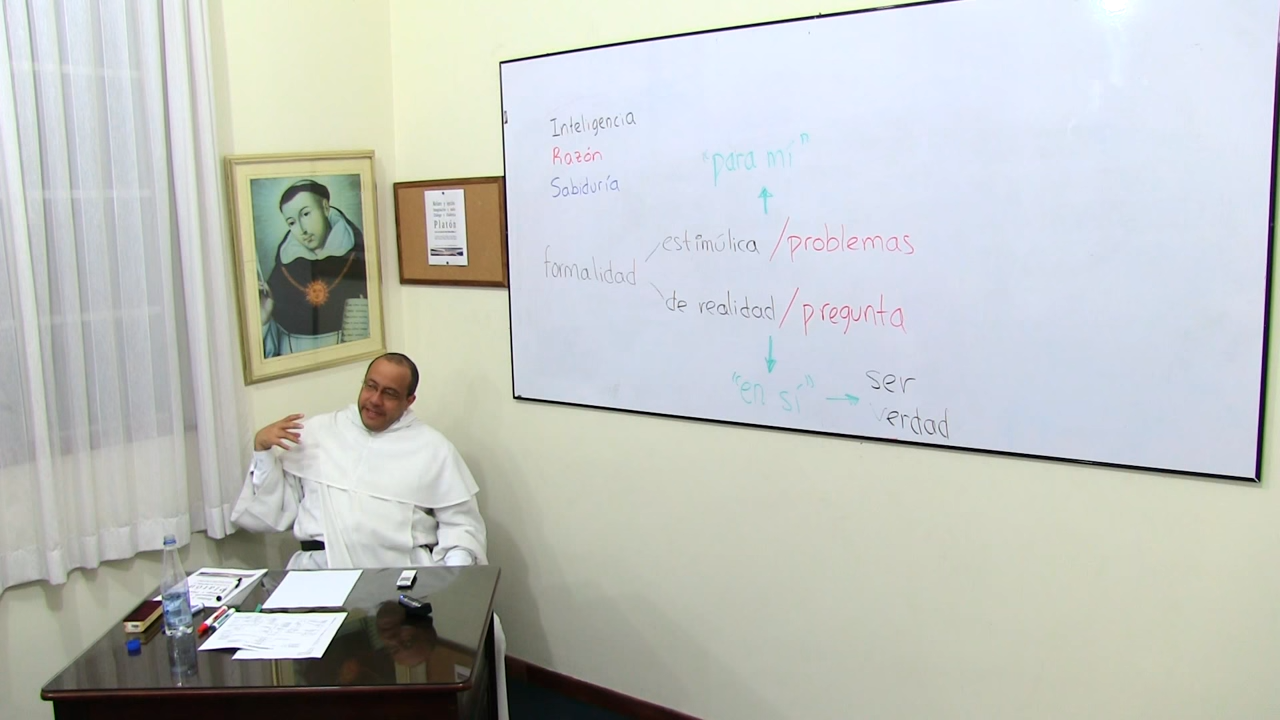 Inteligencia
Razón
Sabiduría
"para mí"
estimúlica / problemas
formalidad
de realidad / pregunta
"en sí" → ser
verdad
Platón